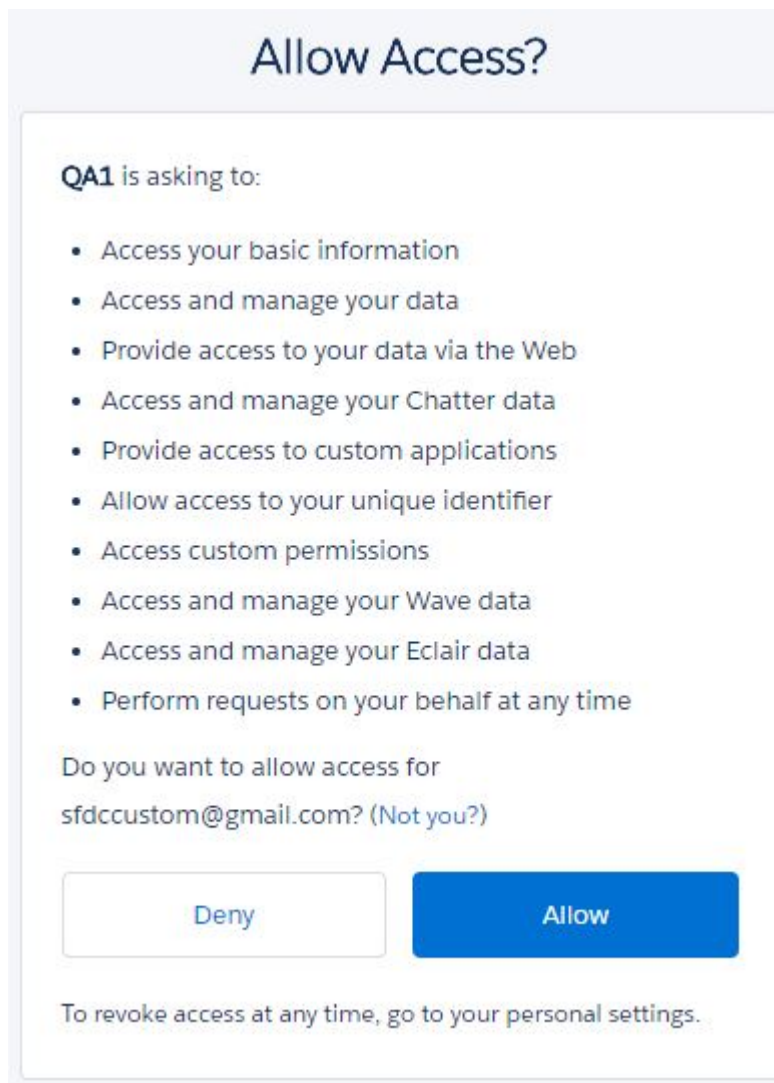 Allow Access?
QA1 is asking to:
• Access your basic information
• Access and manage your data
• Provide access to your data via the Web
• Access and manage your Chatter data
• Provide access to custom applications
• Allow access to your unique identifier
• Access custom permissions
• Access and manage your Wave data
• Access and manage your Eclair data
• Perform requests on your behalf at any time
Do you want to allow access for
sfdccustom@gmail.com? (Not you?)
Deny
Allow
To revoke access at any time, go to your personal settings.